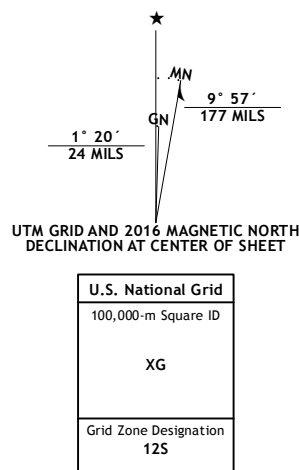 ★
MN
GN
9° 57´
177 MILS
1° 20´
24 MILS
UTM GRID AND 2016 MAGNETIC NORTH
DECLINATION AT CENTER OF SHEET
U.S. National Grid
100,000-m Square ID
XG
Grid Zone Designation
12S